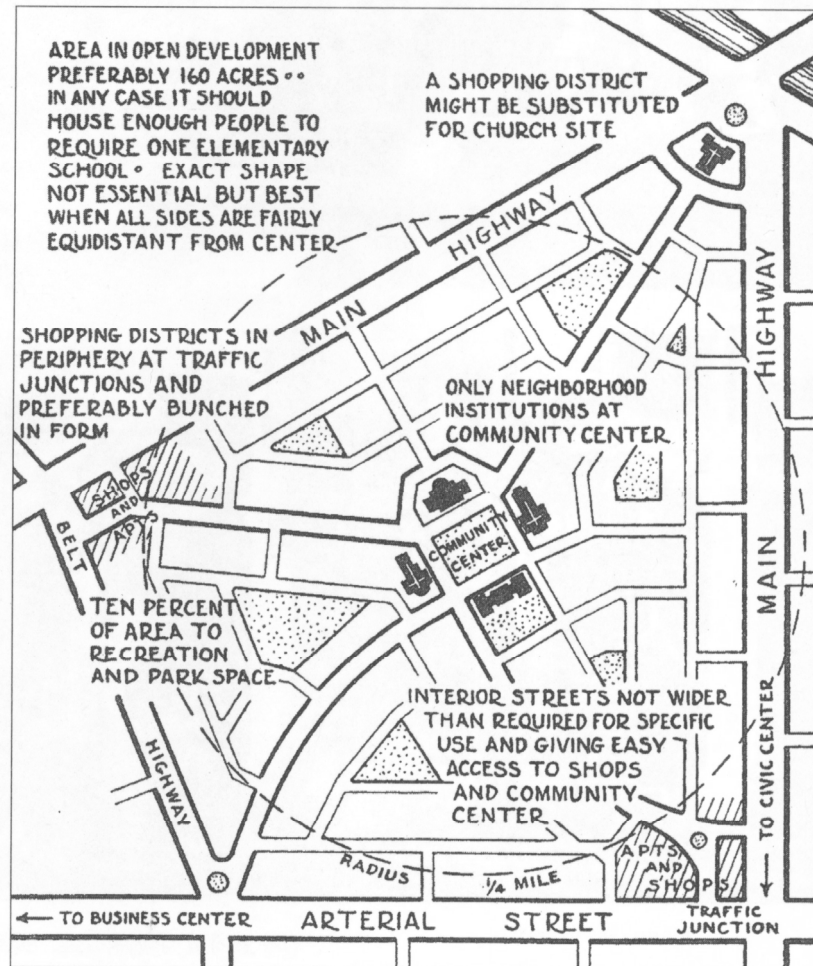 AREA IN OPEN DEVELOPMENT
PREFERABLY 160 ACRES ••
IN ANY CASE IT SHOULD
HOUSE ENOUGH PEOPLE TO
REQUIRE ONE ELEMENTARY
SCHOOL • EXACT SHAPE
NOT ESSENTIAL BUT BEST
WHEN ALL SIDES ARE FAIRLY
EQUIDISTANT FROM CENTER
A SHOPPING DISTRICT
MIGHT BE SUBSTITUTED
FOR CHURCH SITE
MAIN HIGHWAY
HIGHWAY
MAIN
SHOPPING DISTRICTS IN
PERIPHERY AT TRAFFIC
JUNCTIONS AND
PREFERABLY BUNCHED
IN FORM
ONLY NEIGHBORHOOD
INSTITUTIONS AT
COMMUNITY CENTER
SHOPS
AND
APTS
BELT
HIGHWAY
COMMUNITY
CENTER
TEN PERCENT
OF AREA TO
RECREATION
AND PARK SPACE
INTERIOR STREETS NOT WIDER
THAN REQUIRED FOR SPECIFIC
USE AND GIVING EASY
ACCESS TO SHOPS
AND COMMUNITY
CENTER
TO CIVIC CENTER
RADIUS 1/4 MILE
APTS
AND
SHOPS
← TO BUSINESS CENTER
ARTERIAL STREET
TRAFFIC
JUNCTION